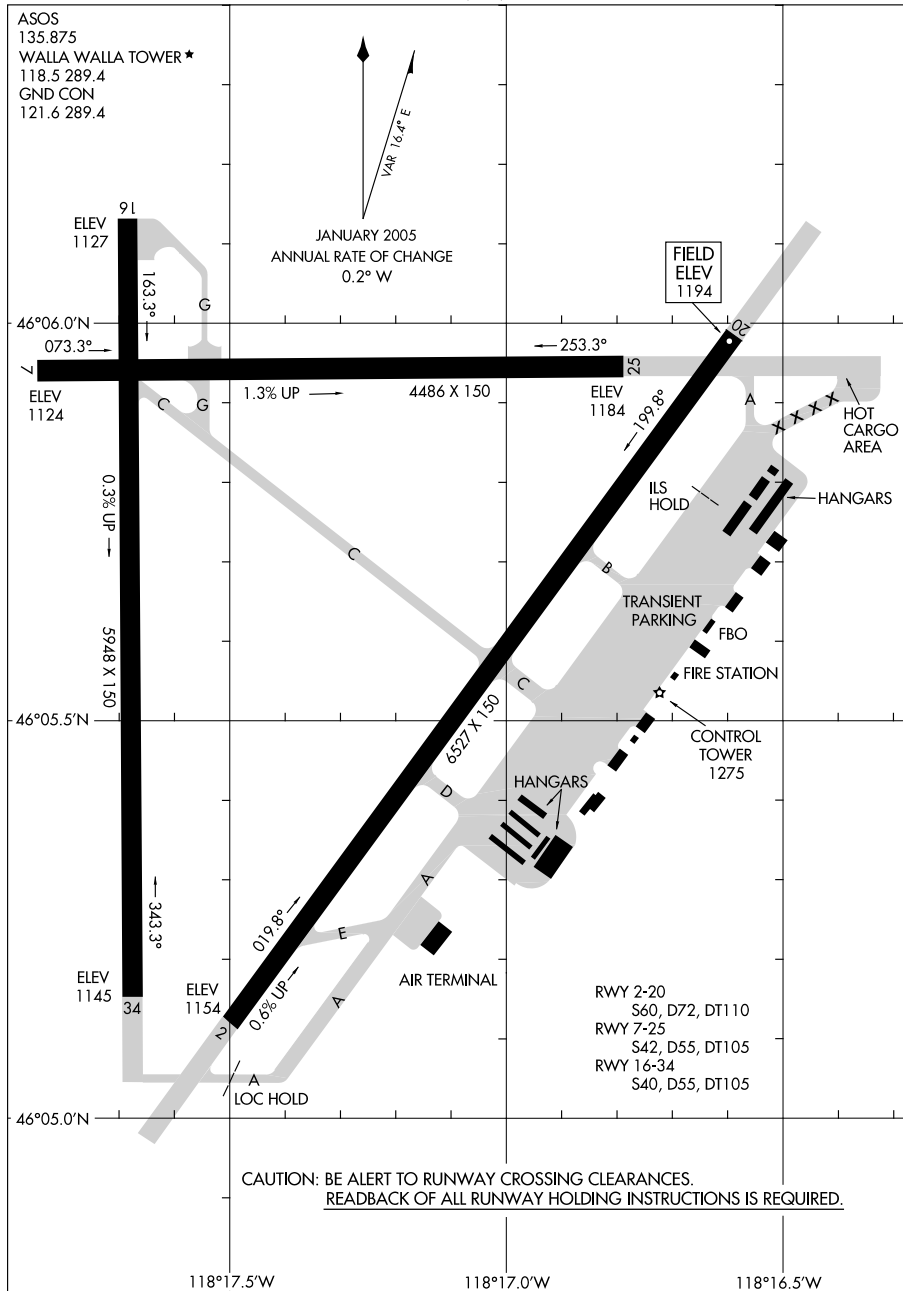 ASOS
135.875
WALLA WALLA TOWER ★
118.5 289.4
GND CON
121.6 289.4
VAR 16.4° E
JANUARY 2005
ANNUAL RATE OF CHANGE
0.2° W
16
ELEV
1127
163.3°
G
FIELD
ELEV
1194
20
46°06.0'N
073.3°
253.3°
7
25
ELEV
1124
1.3% UP
4486 X 150
ELEV
1184
C
G
A
X X X X
HOT
CARGO
AREA
199.8°
0.3% UP
ILS
HOLD
HANGARS
C
B
TRANSIENT
PARKING
FBO
5948 X 150
FIRE STATION
C
46°05.5'N
6527 X 150
CONTROL
TOWER
1275
D
HANGARS
A
343.3°
019.8°
E
AIR TERMINAL
ELEV
1145
ELEV
1154
34
2
0.6% UP
A
RWY 2-20
S60, D72, DT110
RWY 7-25
S42, D55, DT105
RWY 16-34
S40, D55, DT105
A
LOC HOLD
46°05.0'N
CAUTION: BE ALERT TO RUNWAY CROSSING CLEARANCES.
READBACK OF ALL RUNWAY HOLDING INSTRUCTIONS IS REQUIRED.
118°17.5'W
118°17.0'W
118°16.5'W